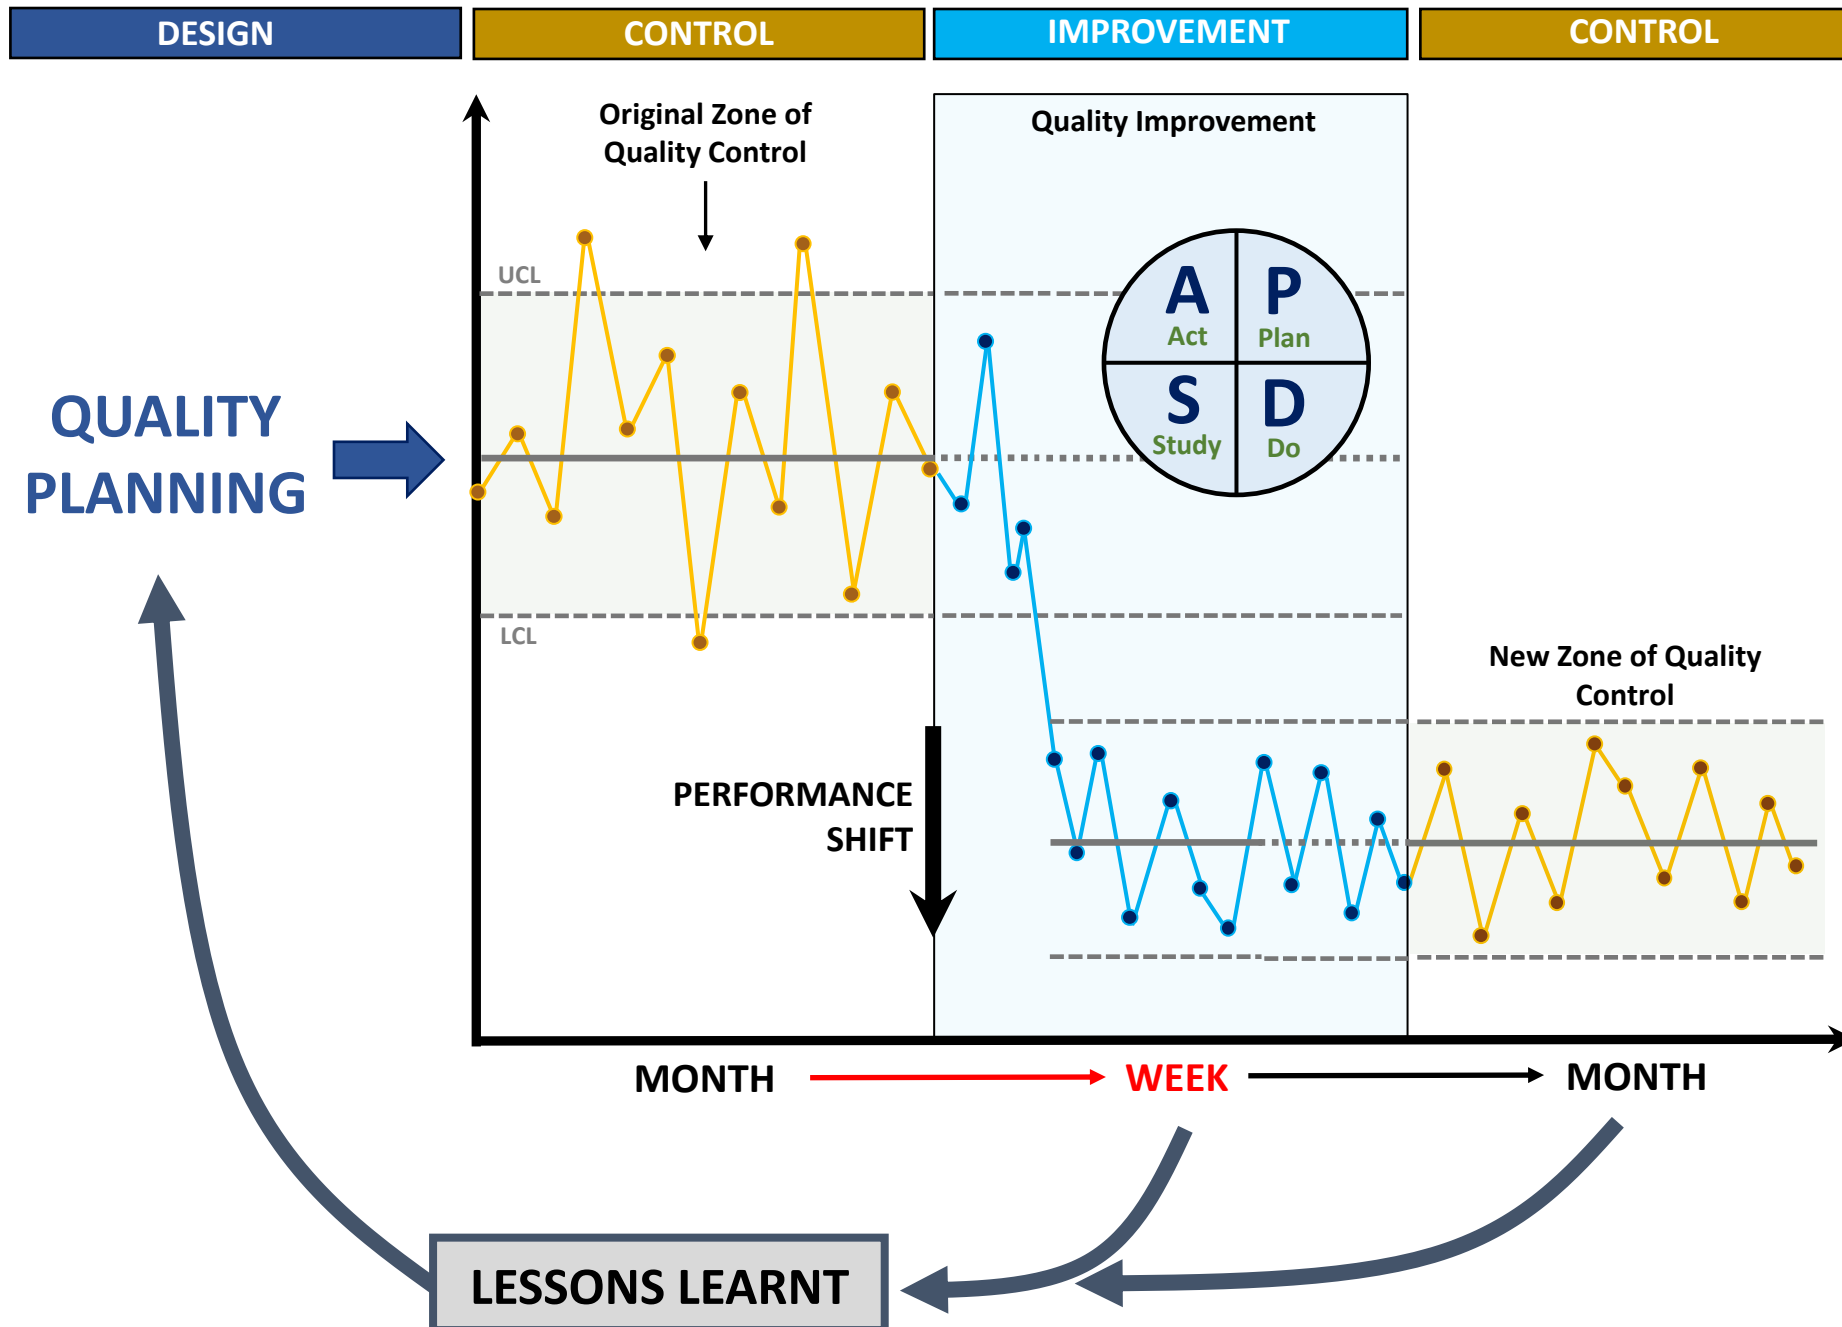 DESIGN
CONTROL
IMPROVEMENT
CONTROL
Original Zone of
Quality Control
Quality Improvement
UCL
A
Act
P
Plan
S
Study
D
Do
QUALITY
PLANNING
LCL
New Zone of Quality
Control
PERFORMANCE
SHIFT
MONTH
WEEK
MONTH
LESSONS LEARNT